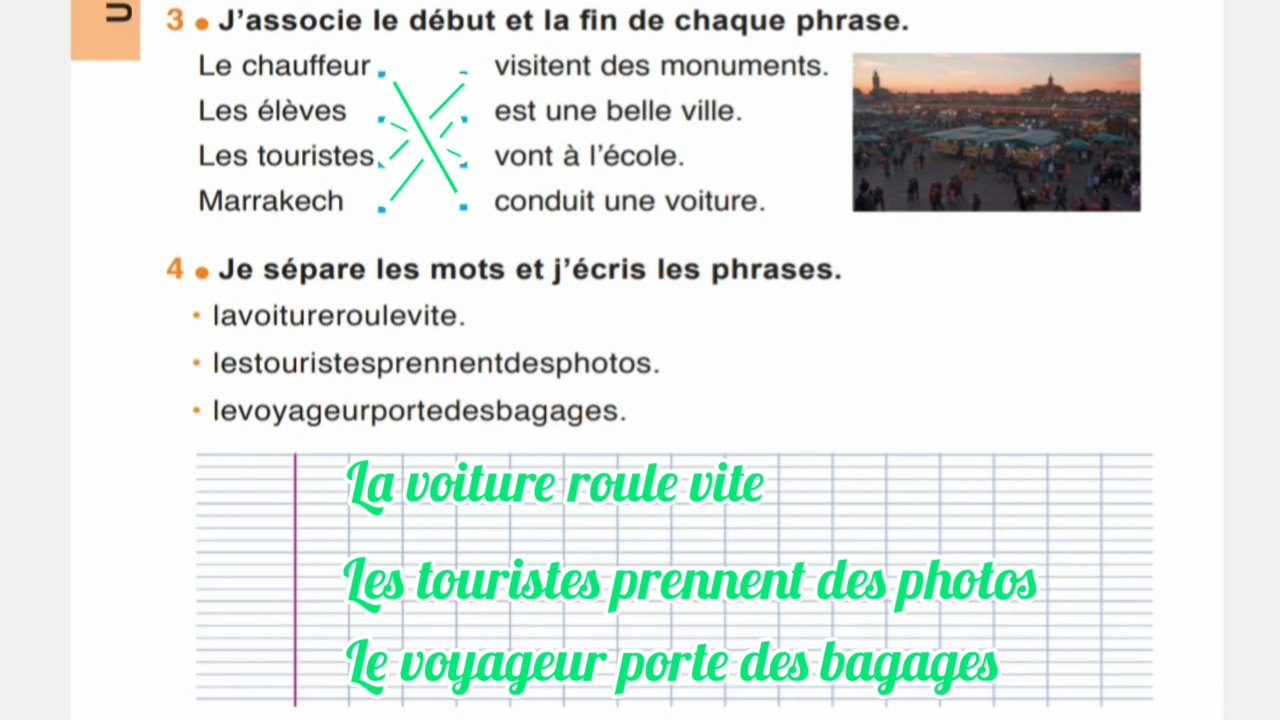 U
3 • J'associe le début et la fin de chaque phrase.
Le chauffeur visitent des monuments.
Les élèves est une belle ville.
Les touristes vont à l'école.
Marrakech conduit une voiture.
4 • Je sépare les mots et j'écris les phrases.
• lavoitureroulevite.
• lestouristesprennentdesphotos.
• levoyageurportedesbagages.
La voiture roule vite
Les touristes prennent des photos
Le voyageur porte des bagages